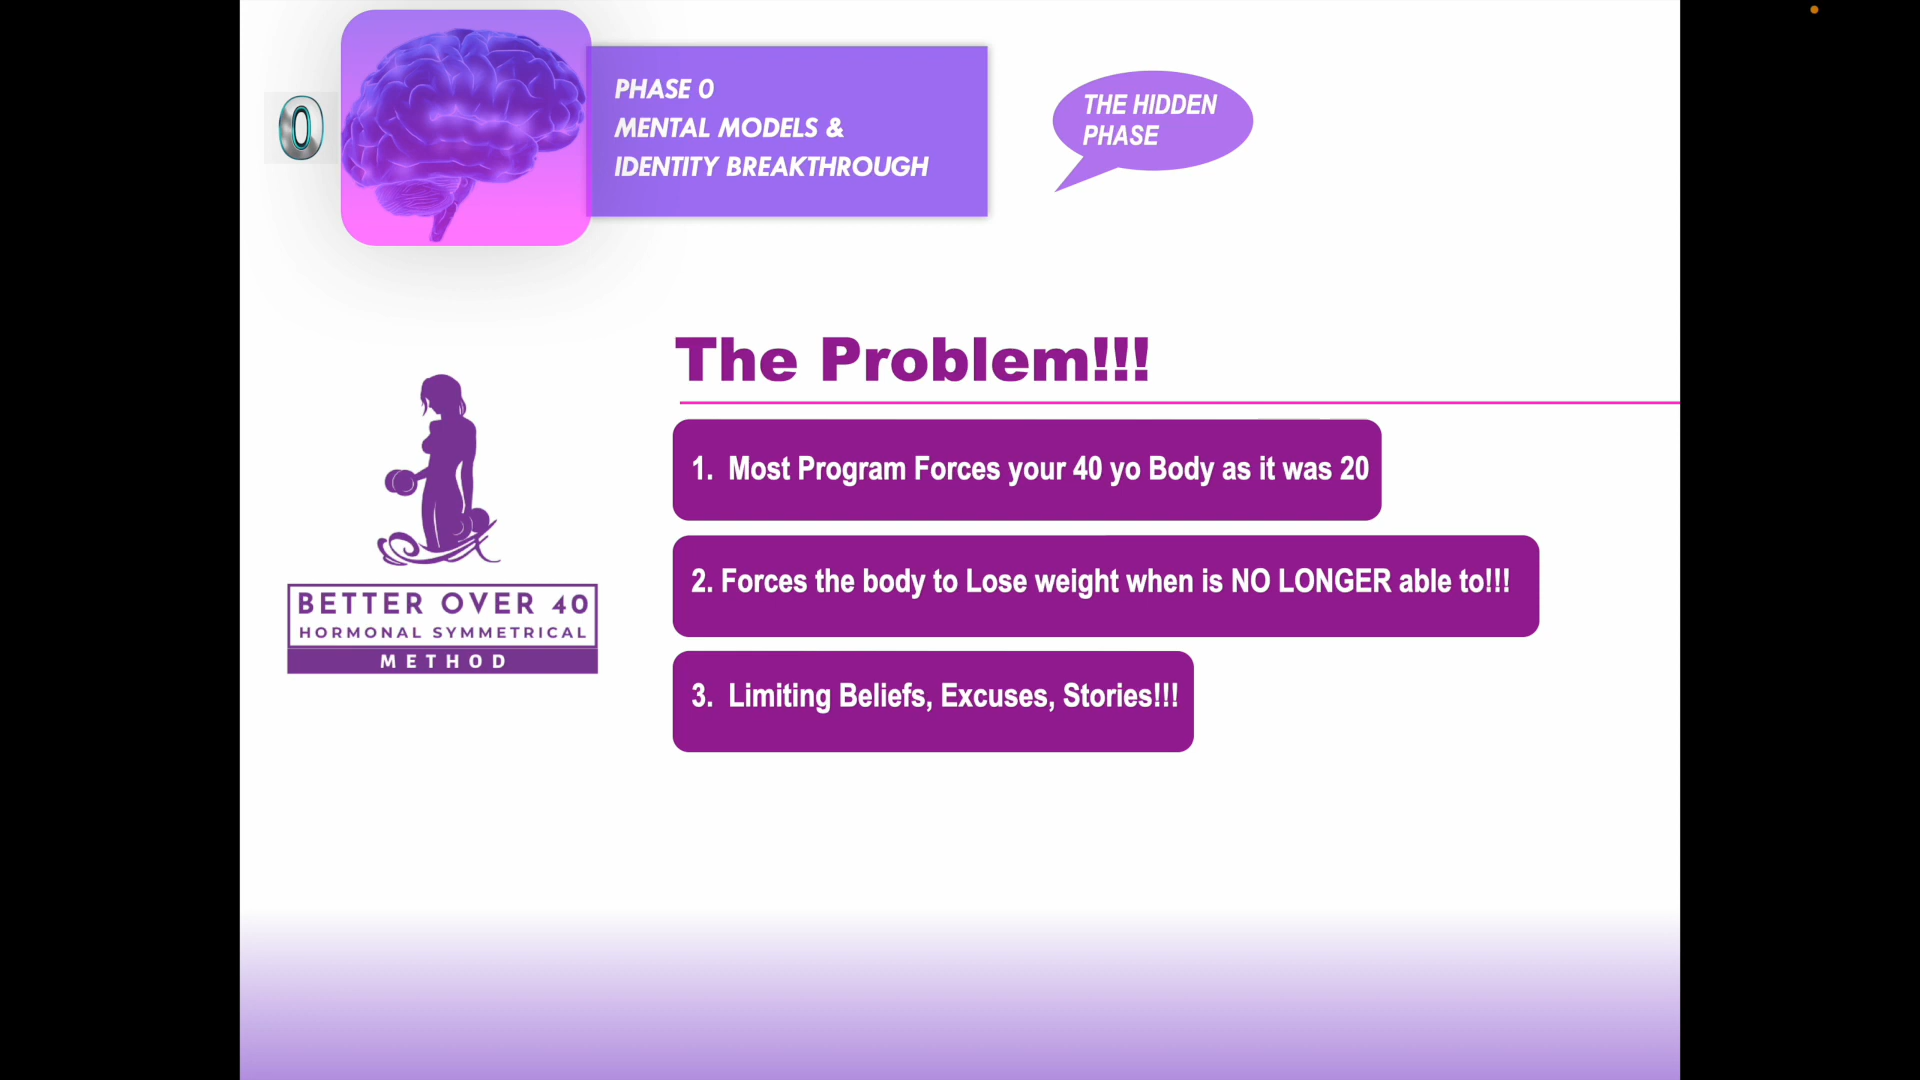 0
PHASE 0
MENTAL MODELS &
IDENTITY BREAKTHROUGH
THE HIDDEN
PHASE
The Problem!!!
1. Most Program Forces your 40 yo Body as it was 20
2. Forces the body to Lose weight when is NO LONGER able to!!!
3. Limiting Beliefs, Excuses, Stories!!!
BETTER OVER 40
HORMONAL SYMMETRICAL
METHOD